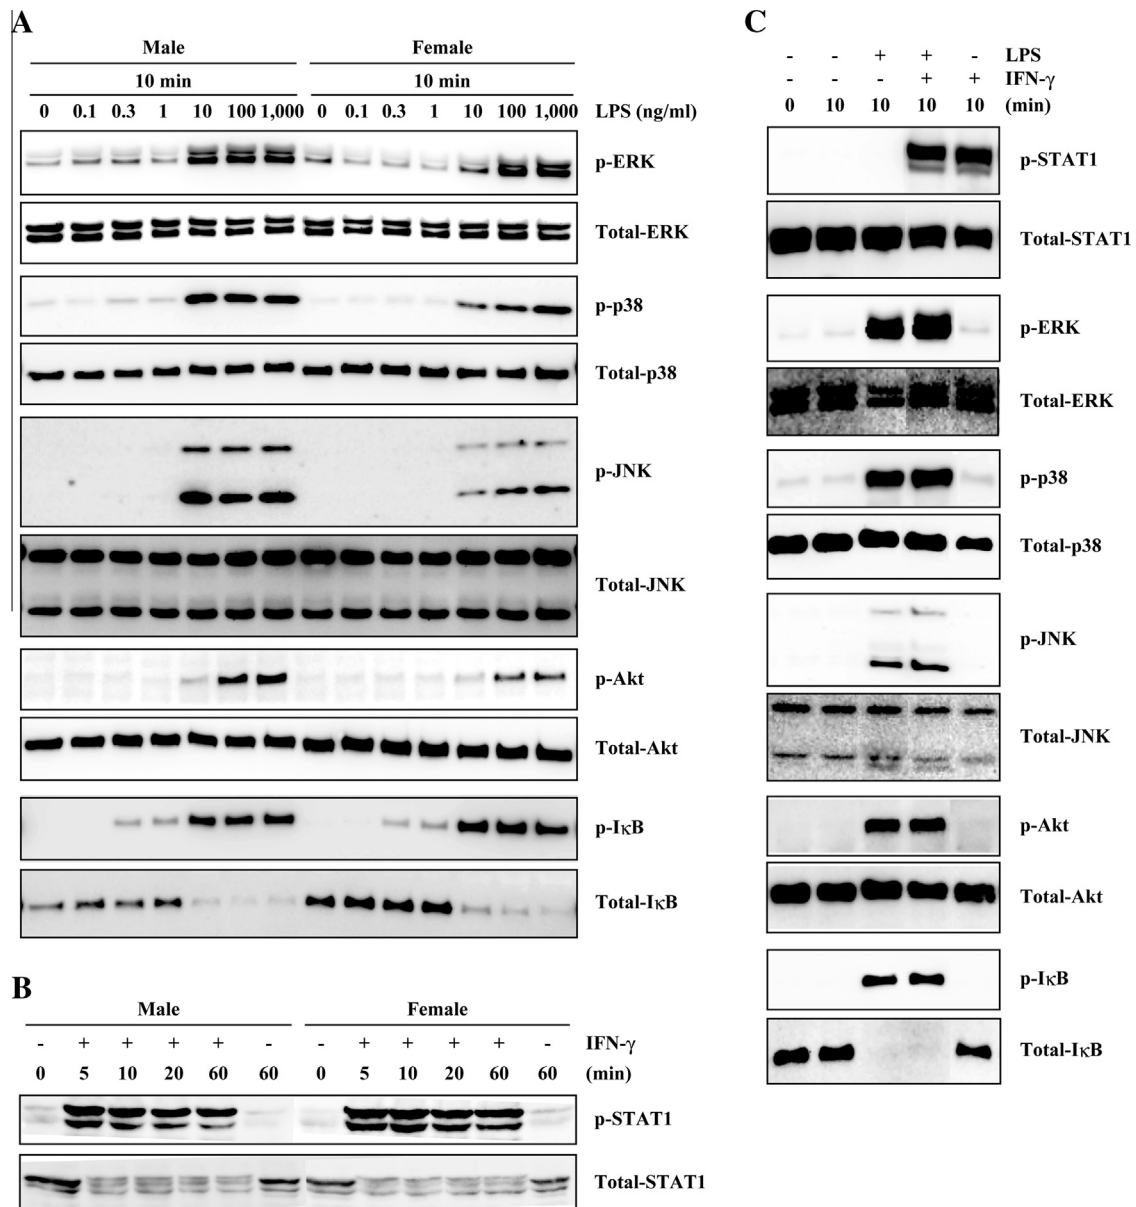 A
Male Female
10 min 10 min
0 0.1 0.3 1 10 100 1,000 0 0.1 0.3 1 10 100 1,000 LPS (ng/ml)
p-ERK
Total-ERK
p-p38
Total-p38
p-JNK
Total-JNK
p-Akt
Total-Akt
p-IκB
Total-IκB
B
Male Female
- + + + + - - + + + + - IFN-γ
0 5 10 20 60 60 0 5 10 20 60 60 (min)
p-STAT1
Total-STAT1
C
- - + + - LPS
- - - + + IFN-γ
0 10 10 10 10 (min)
p-STAT1
Total-STAT1
p-ERK
Total-ERK
p-p38
Total-p38
p-JNK
Total-JNK
p-Akt
Total-Akt
p-IκB
Total-IκB